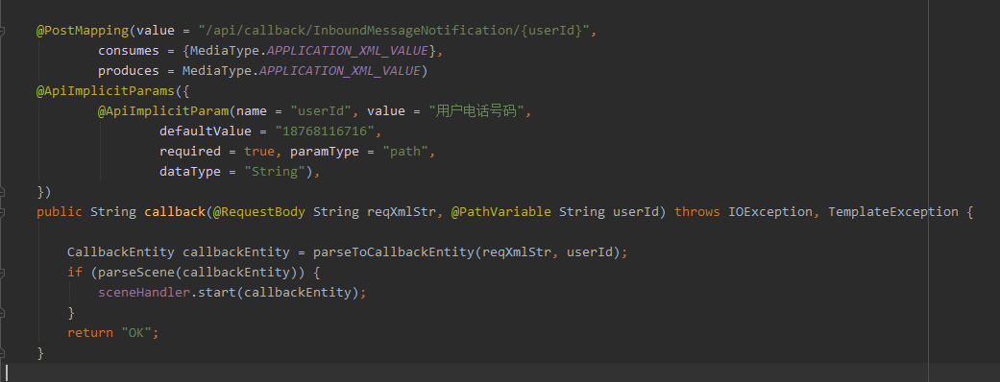 @PostMapping(value = "/api/callback/InboundMessageNotification/{userId}",
consumes = {MediaType.APPLICATION_XML_VALUE},
produces = MediaType.APPLICATION_XML_VALUE)
@ApiImplicitParams({
@ApiImplicitParam(name = "userId", value = "用户电话号码",
defaultValue = "18768116716",
required = true, paramType = "path",
dataType = "String"),
})
public String callback(@RequestBody String reqXmlStr, @PathVariable String userId) throws IOException, TemplateException {
CallbackEntity callbackEntity = parseToCallbackEntity(reqXmlStr, userId);
if (parseScene(callbackEntity)) {
sceneHandler.start(callbackEntity);
}
return "OK";
}